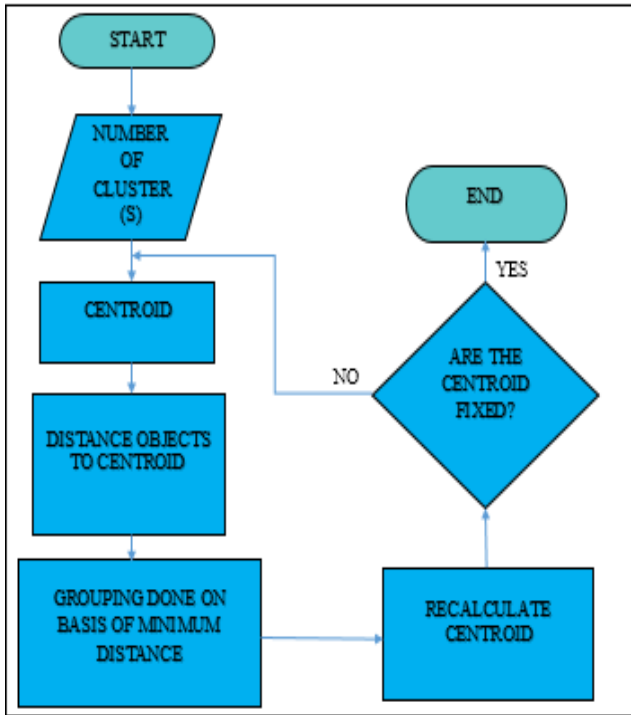 START
NUMBER
OF
CLUSTER
(S)
CENTROID
DISTANCE OBJECTS
TO CENTROID
GROUPING DONE ON
BASIS OF MINIMUM
DISTANCE
RECALCULATE
CENTROID
ARE THE
CENTROID
FIXED?
NO
YES
END